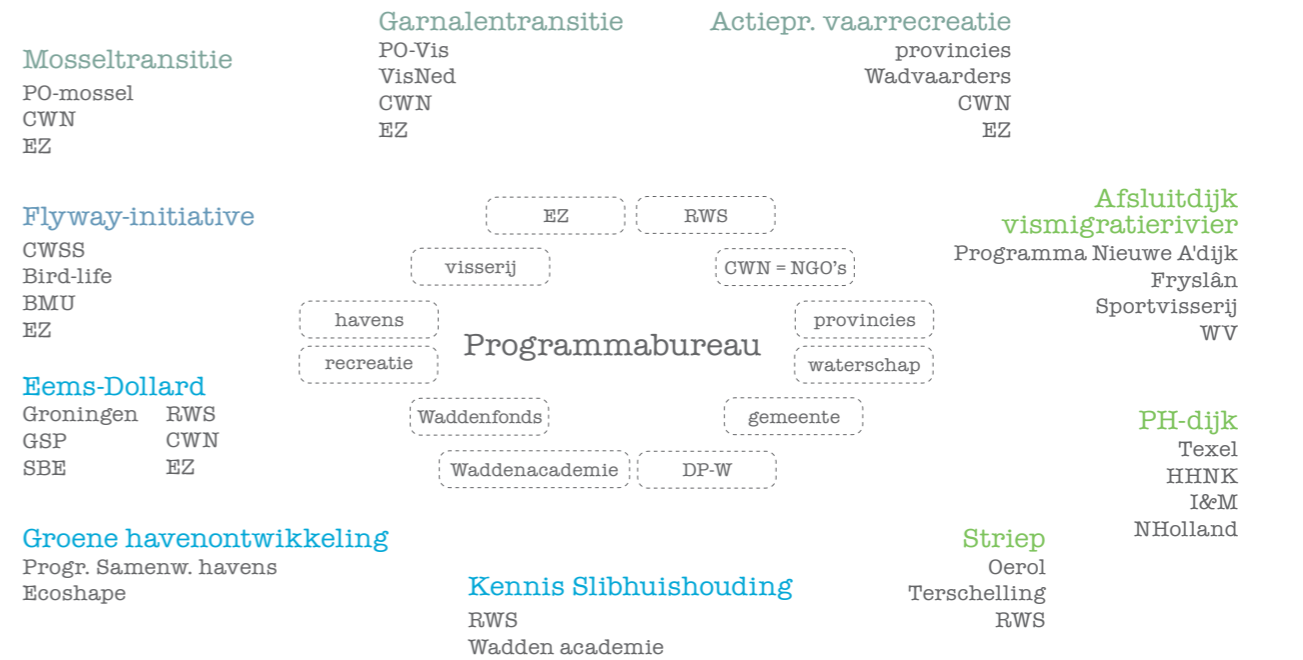 Garnalentransitie
PO-Vis
VisNed
CWN
EZ
Actiepr. vaarrecreatie
provincies
Wadvaarders
CWN
EZ
Mosseltransitie
PO-mossel
CWN
EZ
Flyway-initiative
CWSS
Bird-life
BMU
EZ
Afsluitdijk
vismigratierivier
Programma Nieuwe A'dijk
Fryslân
Sportvisserij
WV
EZ
RWS
visserij
CWN = NGO's
havens
provincies
Programmabureau
recreatie
waterschap
Waddenfonds
gemeente
Waddenacademie
DP-W
Eems-Dollard
Groningen RWS
GSP CWN
SBE EZ
PH-dijk
Texel
HHNK
I&M
NHolland
Groene havenontwikkeling
Progr. Samenw. havens
Ecoshape
Kennis Slibhuishouding
RWS
Wadden academie
Striep
Oerol
Terschelling
RWS